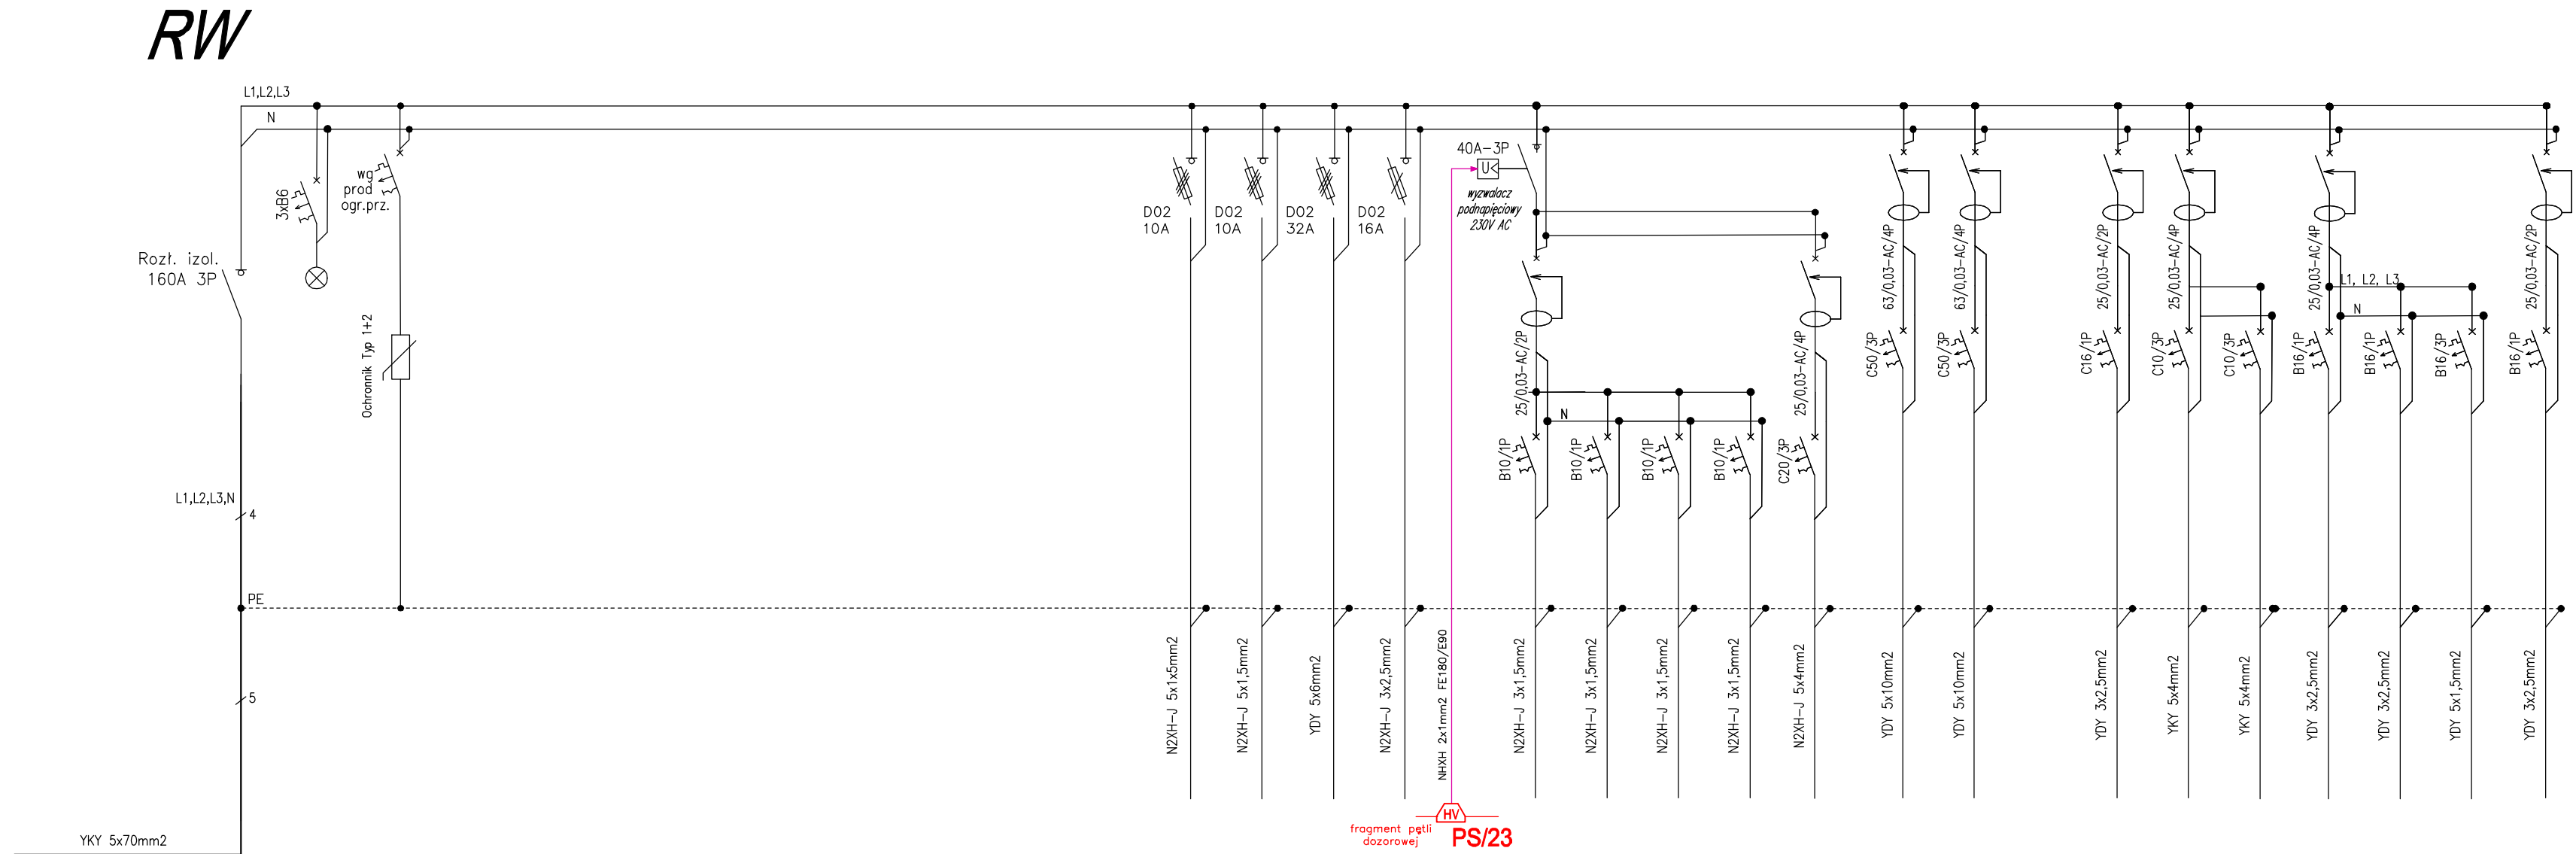 RW
L1,L2,L3
N
3xB6
wg
prod
ogr.prz.
Rozł. izol.
160A 3P
Ochronnik Typ 1+2
L1,L2,L3,N
4
PE
5
YKY 5x70mm2
D02
10A
D02
10A
D02
32A
D02
16A
40A-3P
U<
wyzwalacz
podnapięciowy
230V AC
25/0,03-AC/2P
N
B10/1P
B10/1P
B10/1P
B10/1P
25/0,03-AC/4P
C20/3P
63/0,03-AC/4P
C50/3P
63/0,03-AC/4P
C50/3P
25/0,03-AC/2P
C16/1P
25/0,03-AC/4P
C10/3P
C10/3P
25/0,03-AC/4P
L1, L2, L3
N
B16/1P
B16/1P
B16/3P
25/0,03-AC/2P
B16/1P
N2XH-J 5x1x5mm2
N2XH-J 5x1,5mm2
YDY 5x6mm2
N2XH-J 3x2,5mm2
NHXH 2x1mm2 FE180/E90
N2XH-J 3x1,5mm2
N2XH-J 3x1,5mm2
N2XH-J 3x1,5mm2
N2XH-J 3x1,5mm2
N2XH-J 5x4mm2
YDY 5x10mm2
YDY 5x10mm2
YDY 3x2,5mm2
YKY 5x4mm2
YKY 5x4mm2
YDY 3x2,5mm2
YDY 3x2,5mm2
YDY 5x1,5mm2
YDY 3x2,5mm2
HV
fragment pętli
dozorowej
PS/23